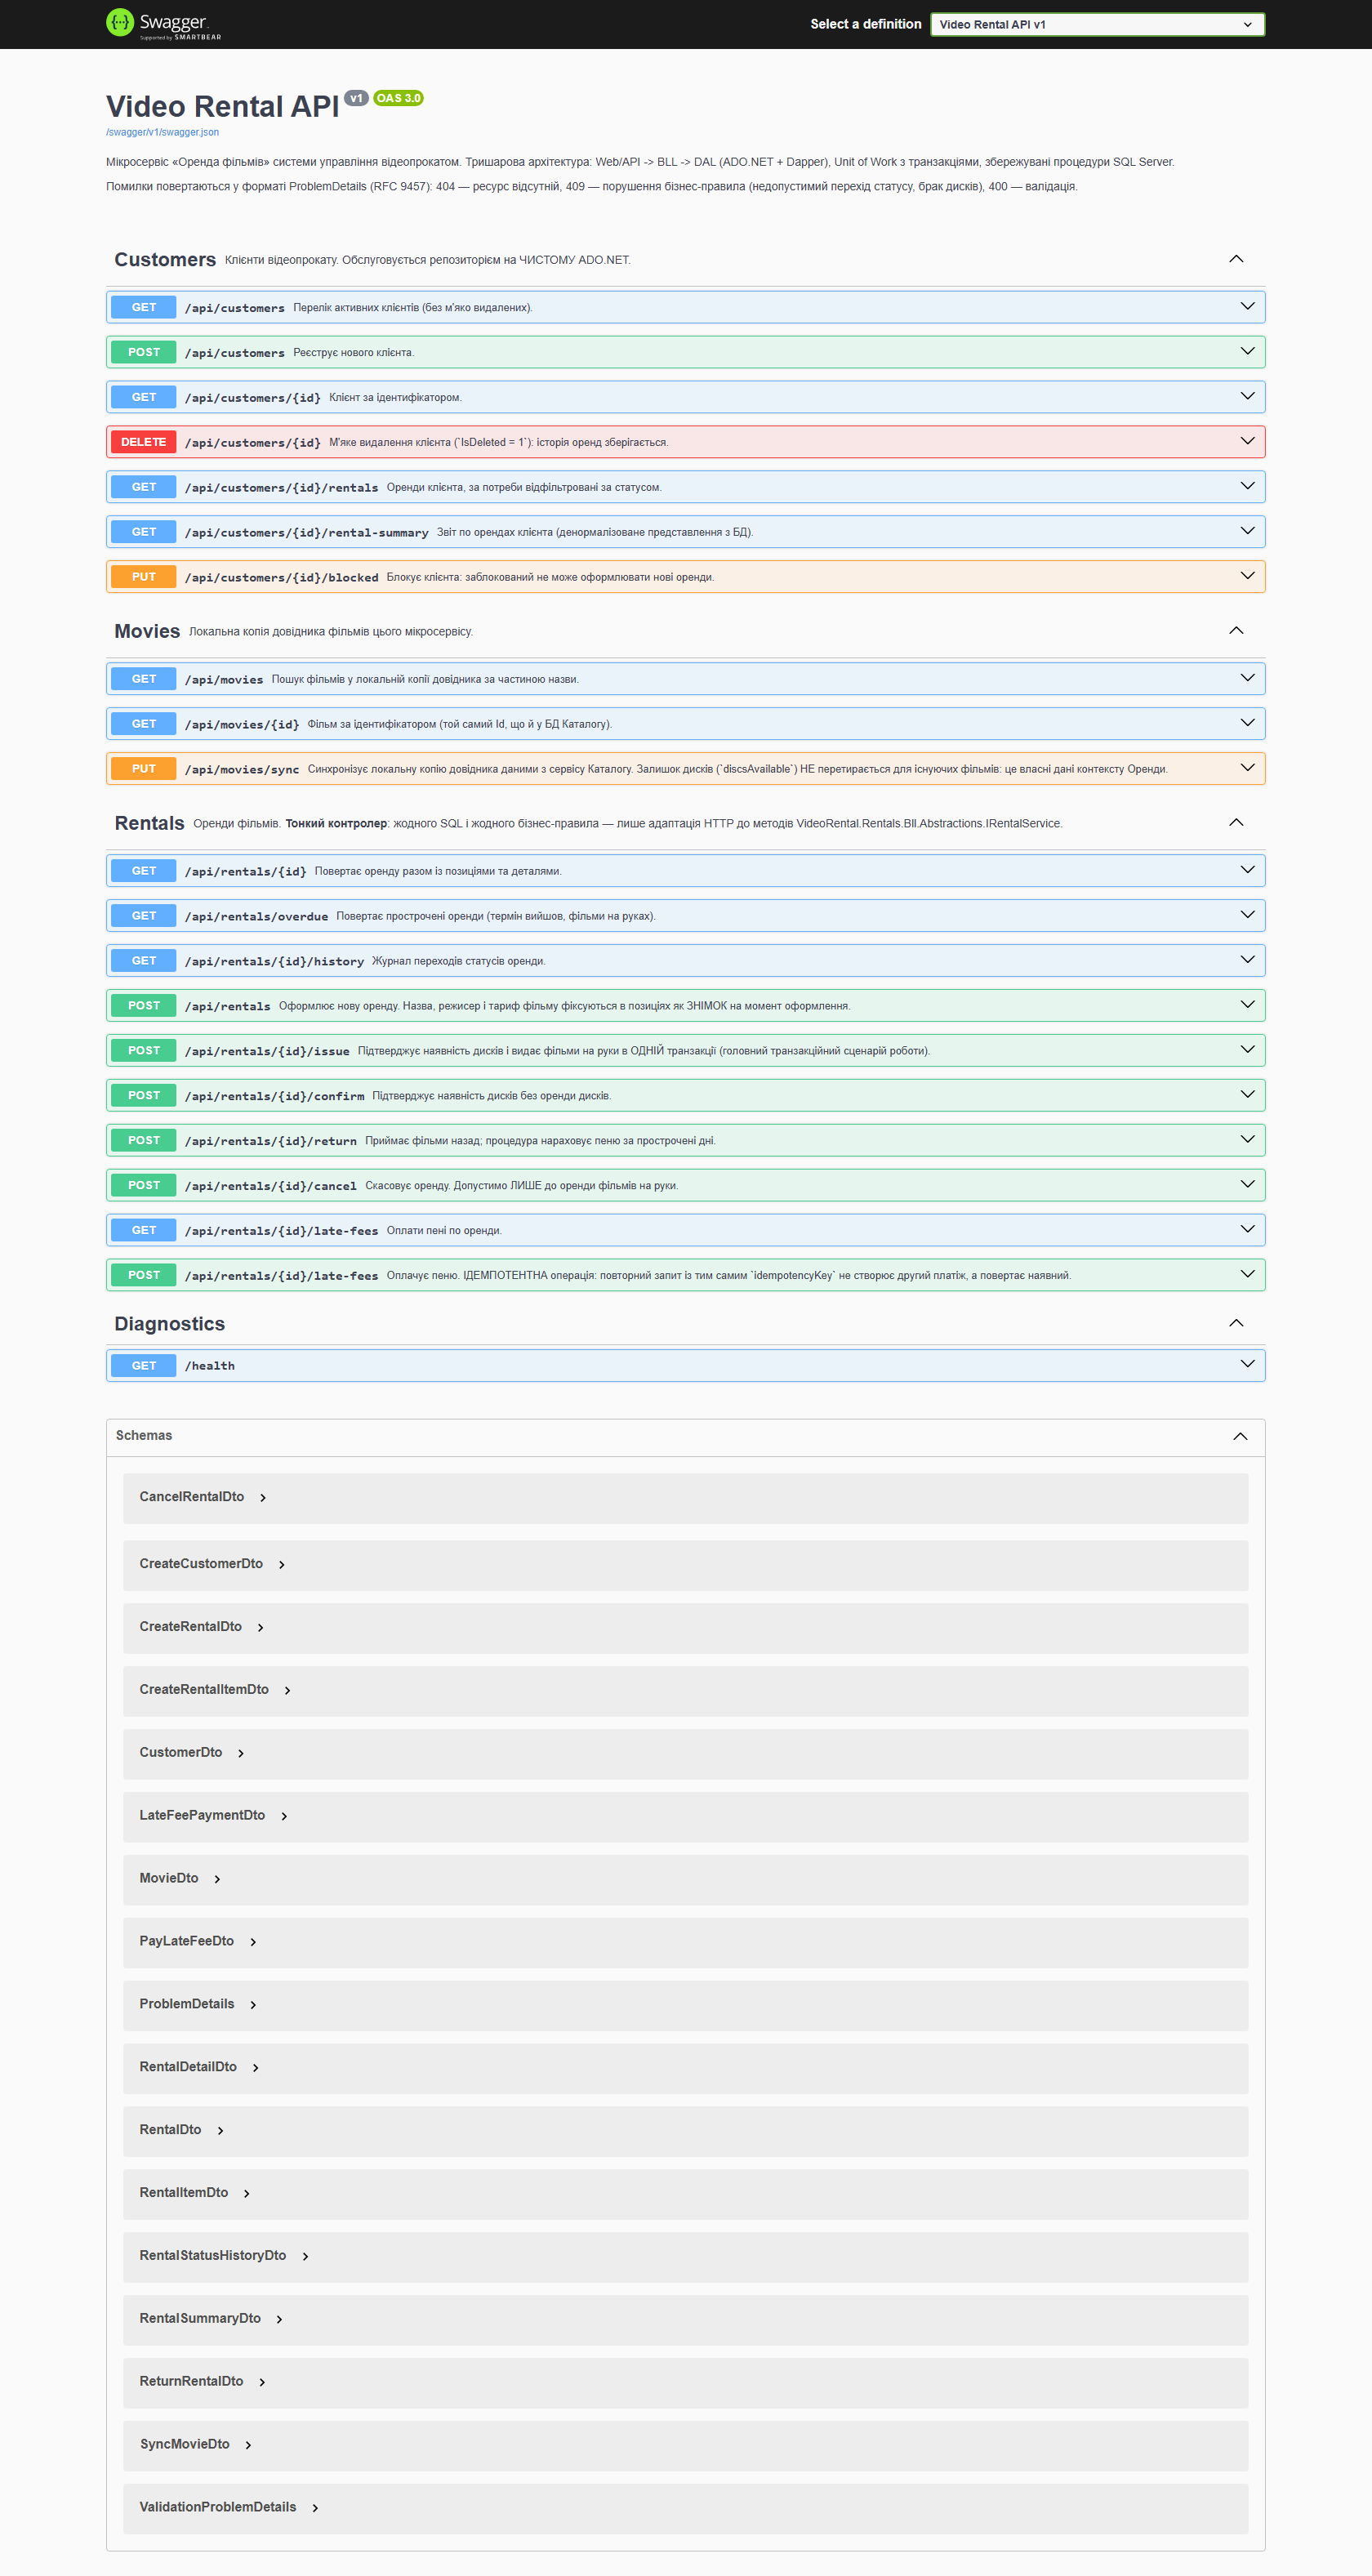 Swagger
Supported by SMARTBEAR
Select a definition
Video Rental API v1
Video Rental API v1 OAS 3.0
/swagger/v1/swagger.json
Мікросервіс «Оренда фільмів» системи управління відеопрокатом. Тришарова архітектура: Web/API -> BLL -> DAL (ADO.NET + Dapper), Unit of Work з транзакціями, збережувані процедури SQL Server.
Помилки повертаються у форматі ProblemDetails (RFC 9457): 404 — ресурс відсутній, 409 — порушення бізнес-правила (недопустимий перехід статусу, брак дисків), 400 — валідація.
Customers Клієнти відеопрокату. Обслуговується репозиторієм на ЧИСТОМУ ADO.NET.
GET /api/customers Перелік активних клієнтів (без м'яко видалених).
POST /api/customers Реєструє нового клієнта.
GET /api/customers/{id} Клієнт за ідентифікатором.
DELETE /api/customers/{id} М'яке видалення клієнта (`IsDeleted = 1`): історія оренд зберігається.
GET /api/customers/{id}/rentals Оренди клієнта, за потреби відфільтровані за статусом.
GET /api/customers/{id}/rental-summary Звіт по орендах клієнта (денормалізоване представлення з БД).
PUT /api/customers/{id}/blocked Блокує клієнта: заблокований не може оформлювати нові оренди.
Movies Локальна копія довідника фільмів цього мікросервісу.
GET /api/movies Пошук фільмів у локальній копії довідника за частиною назви.
GET /api/movies/{id} Фільм за ідентифікатором (той самий Id, що й у БД Каталогу).
PUT /api/movies/sync Синхронізує локальну копію довідника даними з сервісу Каталогу. Залишок дисків (`discsAvailable`) НЕ перетирається для існуючих фільмів: це власні дані контексту Оренди.
Rentals Оренди фільмів. Тонкий контролер: жодного SQL і жодного бізнес-правила — лише адаптація HTTP до методів VideoRental.Rentals.Bll.Abstractions.IRentalService.
GET /api/rentals/{id} Повертає оренду разом із позиціями та деталями.
GET /api/rentals/overdue Повертає прострочені оренди (термін вийшов, фільми на руках).
GET /api/rentals/{id}/history Журнал переходів статусів оренди.
POST /api/rentals Оформлює нову оренду. Назва, режисер і тариф фільму фіксуються в позиціях як ЗНІМОК на момент оформлення.
POST /api/rentals/{id}/issue Підтверджує наявність дисків і видає фільми на руки в ОДНІЙ транзакції (головний транзакційний сценарій роботи).
POST /api/rentals/{id}/confirm Підтверджує наявність дисків без оренди дисків.
POST /api/rentals/{id}/return Приймає фільми назад; процедура нараховує пеню за прострочені дні.
POST /api/rentals/{id}/cancel Скасовує оренду. Допустимо ЛИШЕ до оренди фільмів на руки.
GET /api/rentals/{id}/late-fees Оплати пені по оренди.
POST /api/rentals/{id}/late-fees Оплачує пеню. ІДЕМПОТЕНТНА операція: повторний запит із тим самим `idempotencyKey` не створює другий платіж, а повертає наявний.
Diagnostics
GET /health
Schemas
CancelRentalDto
CreateCustomerDto
CreateRentalDto
CreateRentalItemDto
CustomerDto
LateFeePaymentDto
MovieDto
PayLateFeeDto
ProblemDetails
RentalDetailDto
RentalDto
RentalItemDto
RentalStatusHistoryDto
RentalSummaryDto
ReturnRentalDto
SyncMovieDto
ValidationProblemDetails